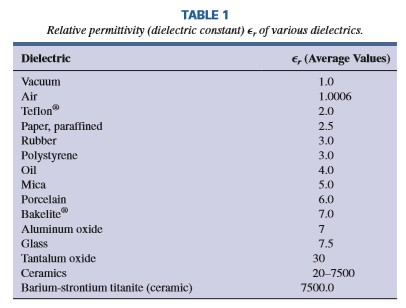 TABLE 1
Relative permittivity (dielectric constant) ϵr of various dielectrics.
Dielectric ϵr (Average Values)
Vacuum 1.0
Air 1.0006
Teflon® 2.0
Paper, paraffined 2.5
Rubber 3.0
Polystyrene 3.0
Oil 4.0
Mica 5.0
Porcelain 6.0
Bakelite® 7.0
Aluminum oxide 7
Glass 7.5
Tantalum oxide 30
Ceramics 20–7500
Barium-strontium titanite (ceramic) 7500.0